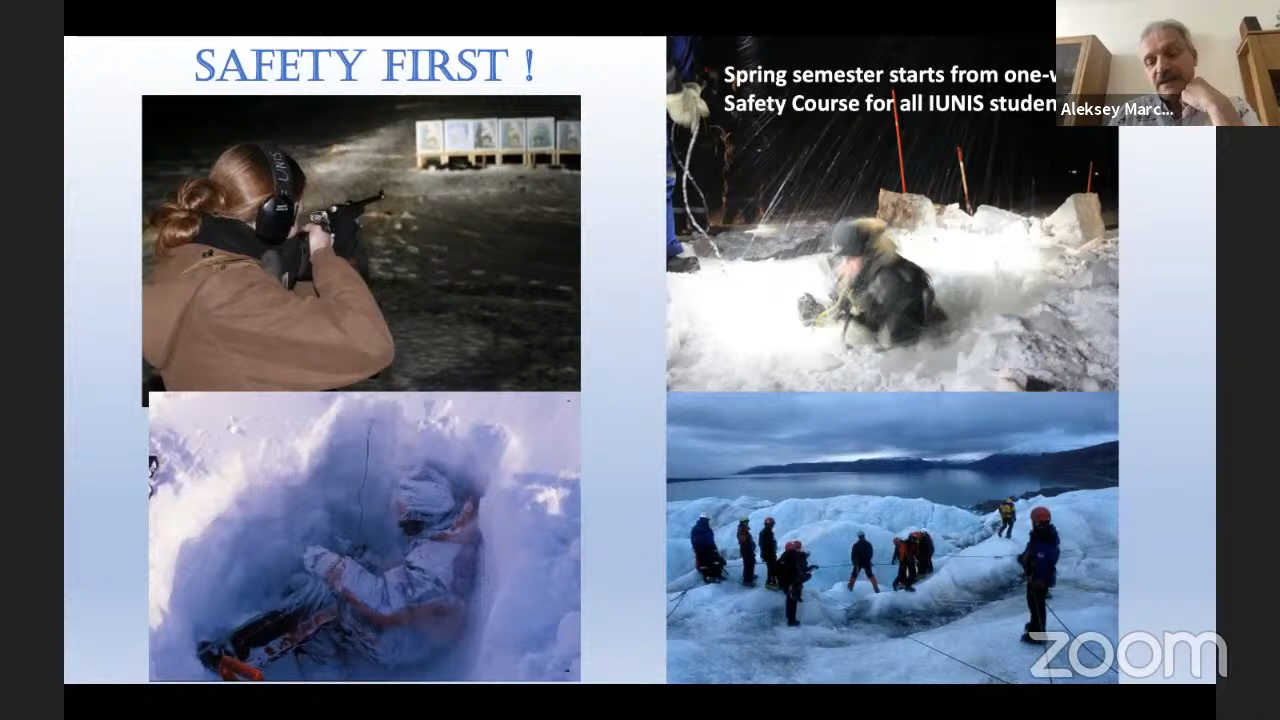 SAFETY FIRST !
Spring semester starts from one-w
Safety Course for all IUNIS studen
Aleksey Marc...
zoom